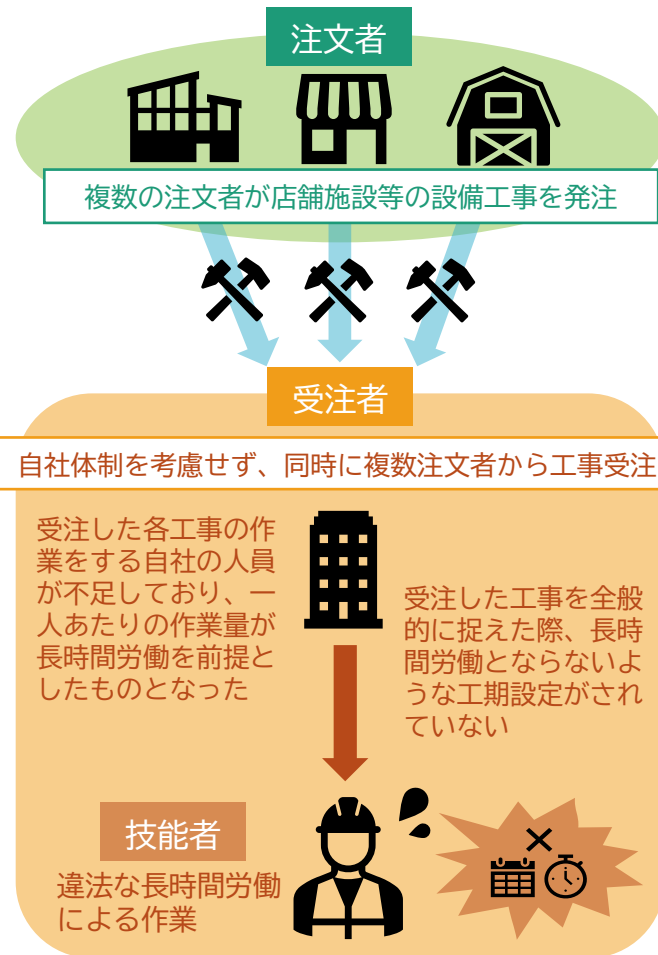 注文者
複数の注文者が店舗施設等の設備工事を発注
受注者
自社体制を考慮せず、同時に複数注文者から工事受注
受注した各工事の作
業をする自社の人員
が不足しており、一
人あたりの作業量が
長時間労働を前提と
したものとなった
受注した工事を全般
的に捉えた際、長時
間労働とならないよ
うな工期設定がされ
ていない
技能者
違法な長時間労働
による作業